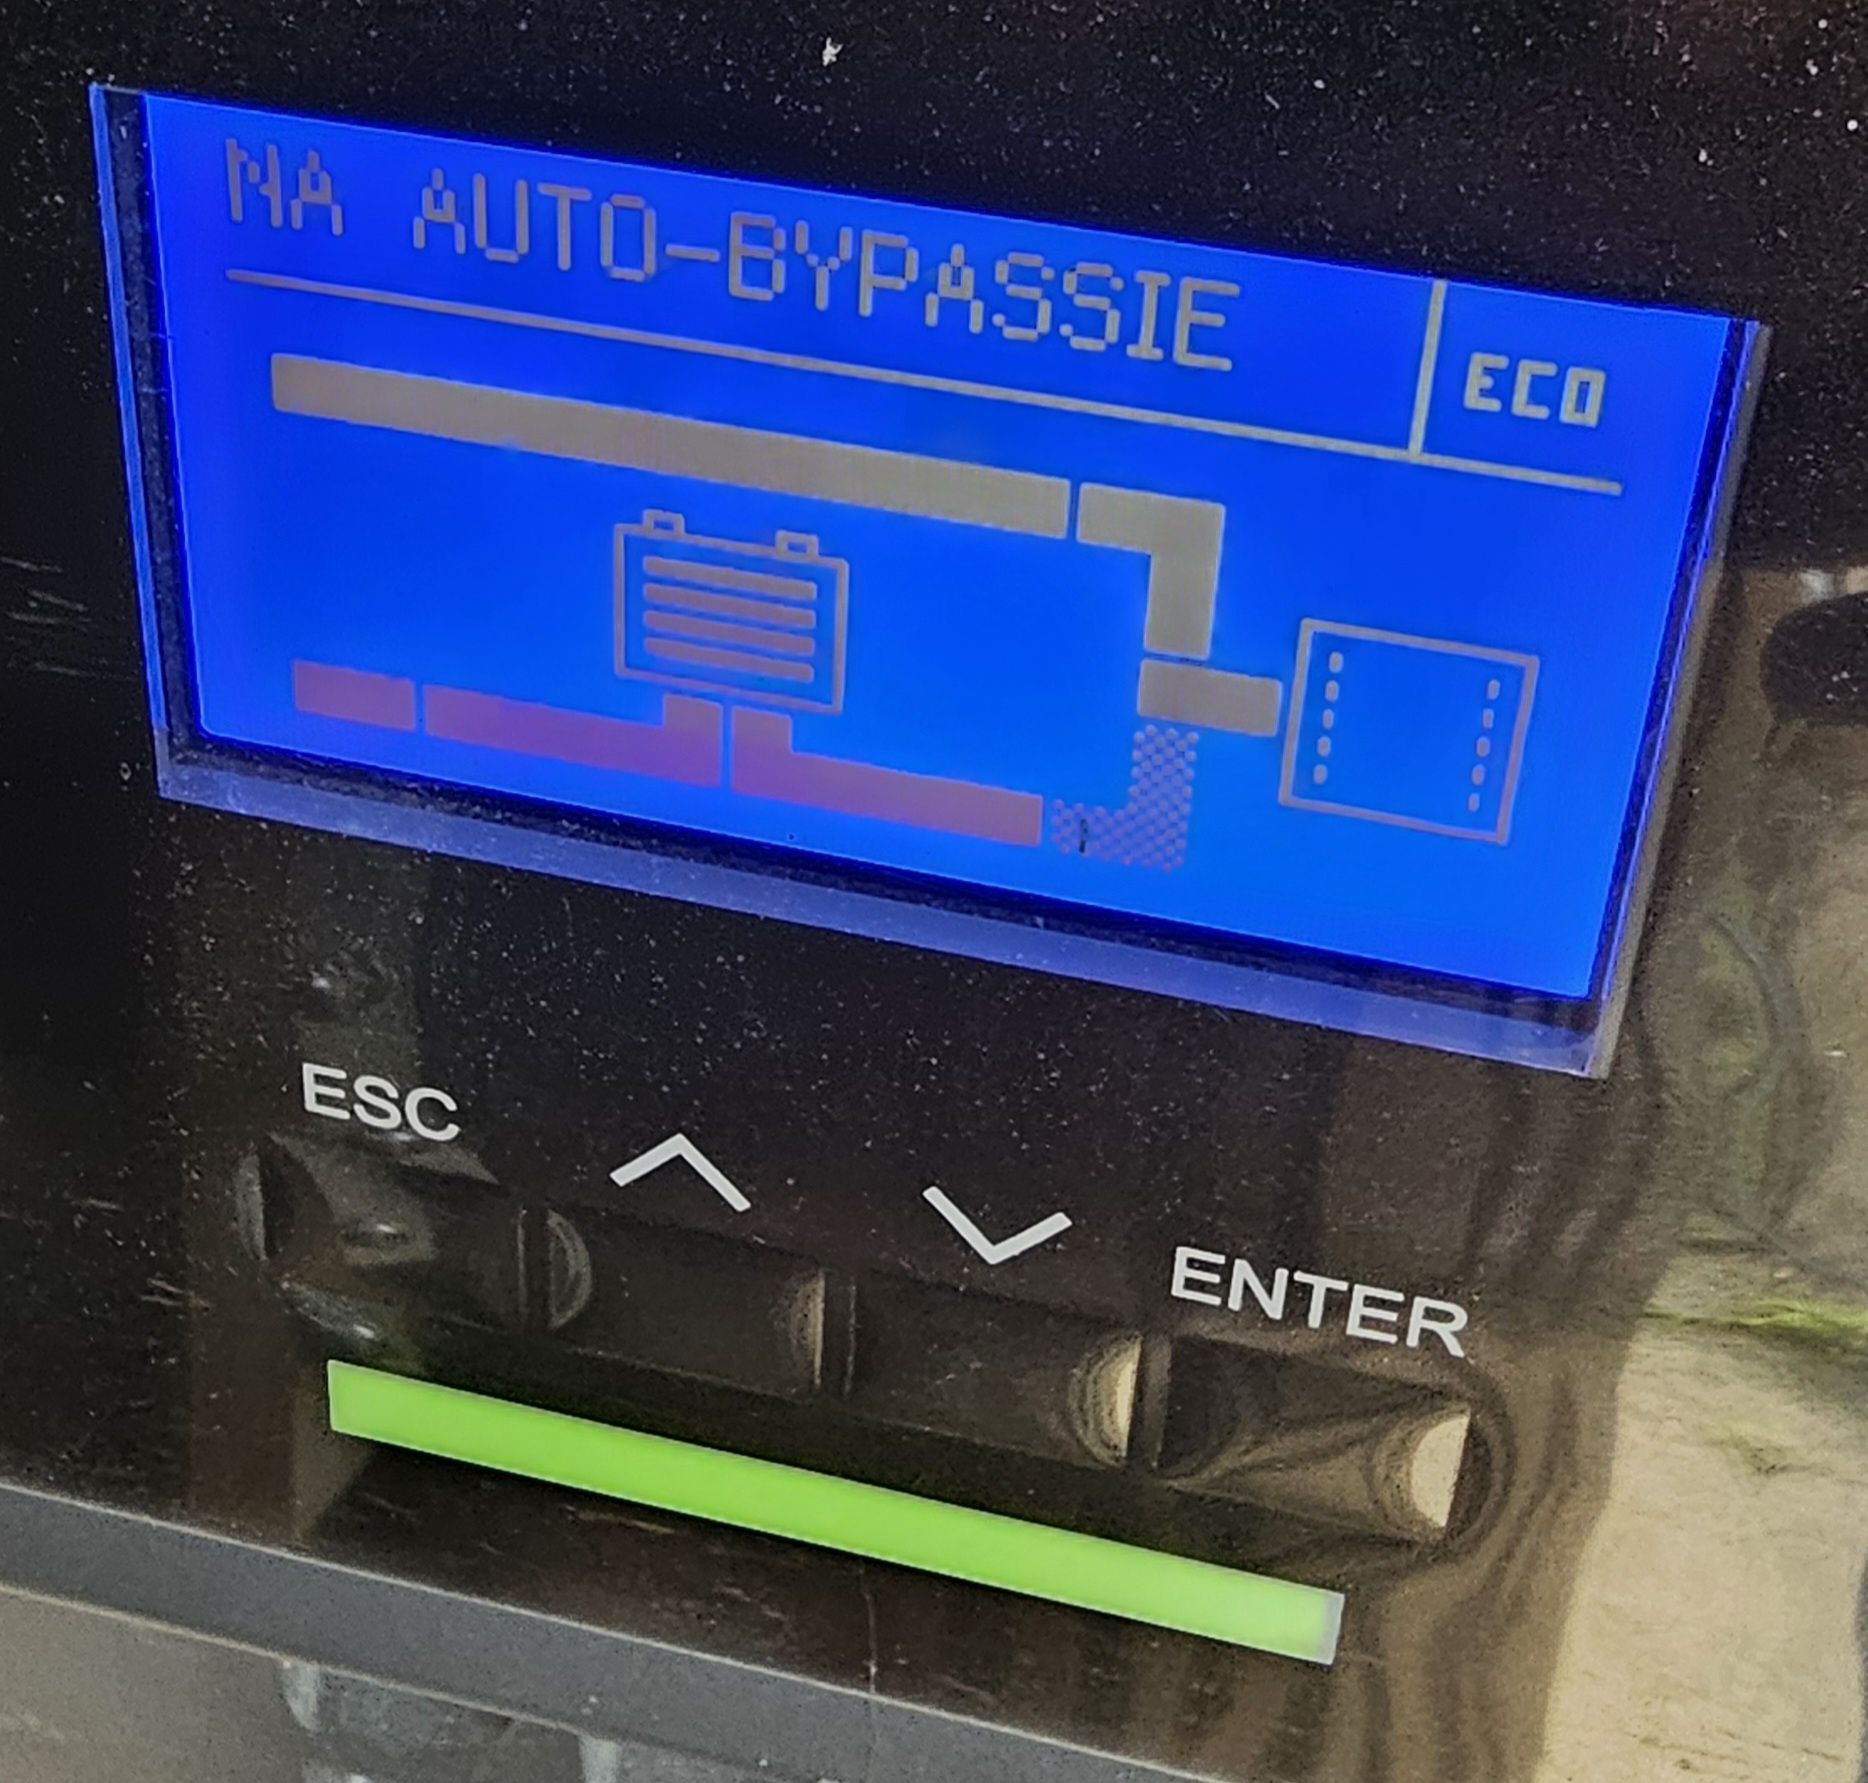 NA AUTO-BYPASSIE
ECO
ESC
ENTER